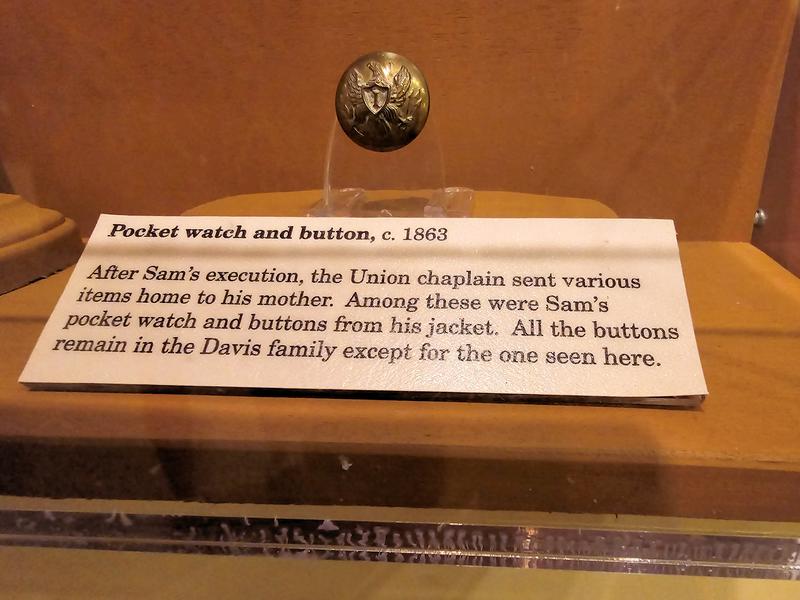 Pocket watch and button, c. 1863
After Sam's execution, the Union chaplain sent various
items home to his mother. Among these were Sam's
pocket watch and buttons from his jacket. All the buttons
remain in the Davis family except for the one seen here.